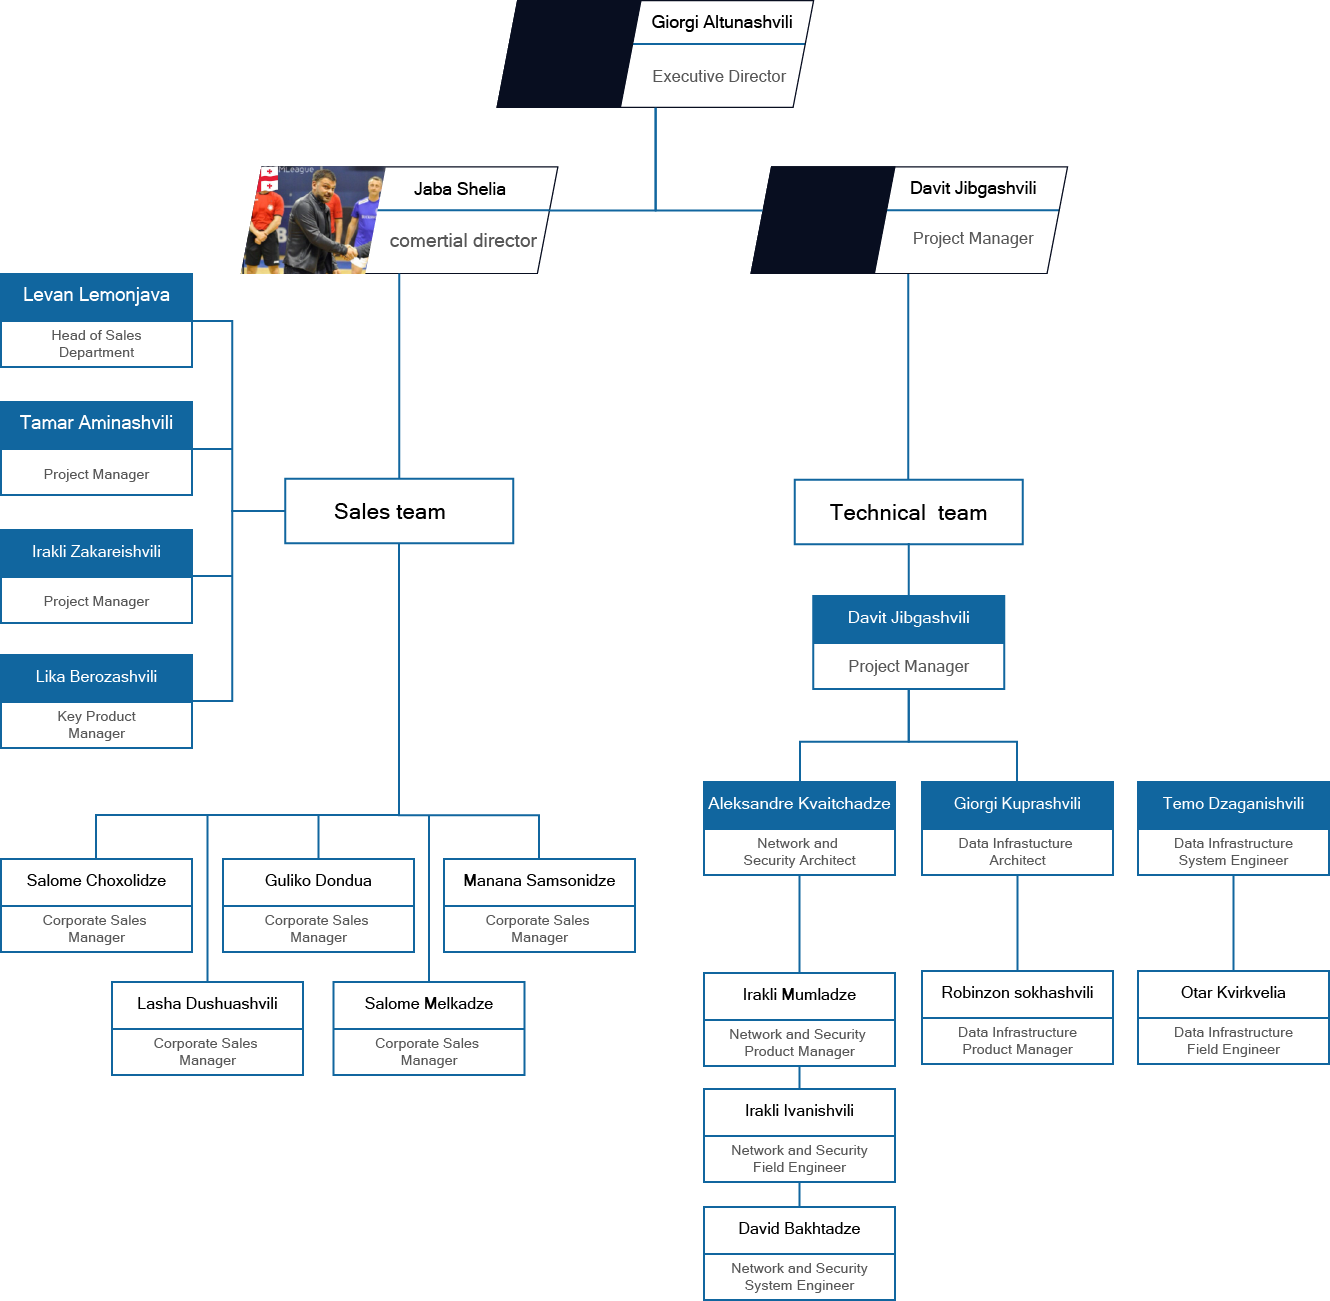 Giorgi Altunashvili
Executive Director
MLeague
Jaba Shelia
comertial director
Davit Jibgashvili
Project Manager
Levan Lemonjava
Head of Sales
Department
Tamar Aminashvili
Project Manager
Irakli Zakareishvili
Project Manager
Lika Berozashvili
Key Product
Manager
Sales team
Technical team
Davit Jibgashvili
Project Manager
Salome Choxolidze
Corporate Sales
Manager
Guliko Dondua
Corporate Sales
Manager
Manana Samsonidze
Corporate Sales
Manager
Lasha Dushuashvili
Corporate Sales
Manager
Salome Melkadze
Corporate Sales
Manager
Aleksandre Kvaitchadze
Network and
Security Architect
Giorgi Kuprashvili
Data Infrastucture
Architect
Temo Dzaganishvili
Data Infrastructure
System Engineer
Irakli Mumladze
Network and Security
Product Manager
Robinzon sokhashvili
Data Infrastructure
Product Manager
Otar Kvirkvelia
Data Infrastructure
Field Engineer
Irakli Ivanishvili
Network and Security
Field Engineer
David Bakhtadze
Network and Security
System Engineer